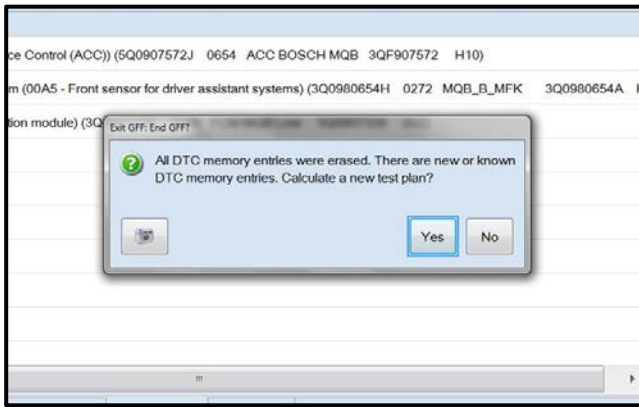 ce Control (ACC)) (5Q0907572J 0654 ACC BOSCH MQB 3QF907572 H10)
m (00A5 - Front sensor for driver assistant systems) (3Q0980654H 0272 MQB_B_MFK 3Q0980654A
tion module) (3Q
Exit GFF: End GFF?
All DTC memory entries were erased. There are new or known
DTC memory entries. Calculate a new test plan?
Yes No